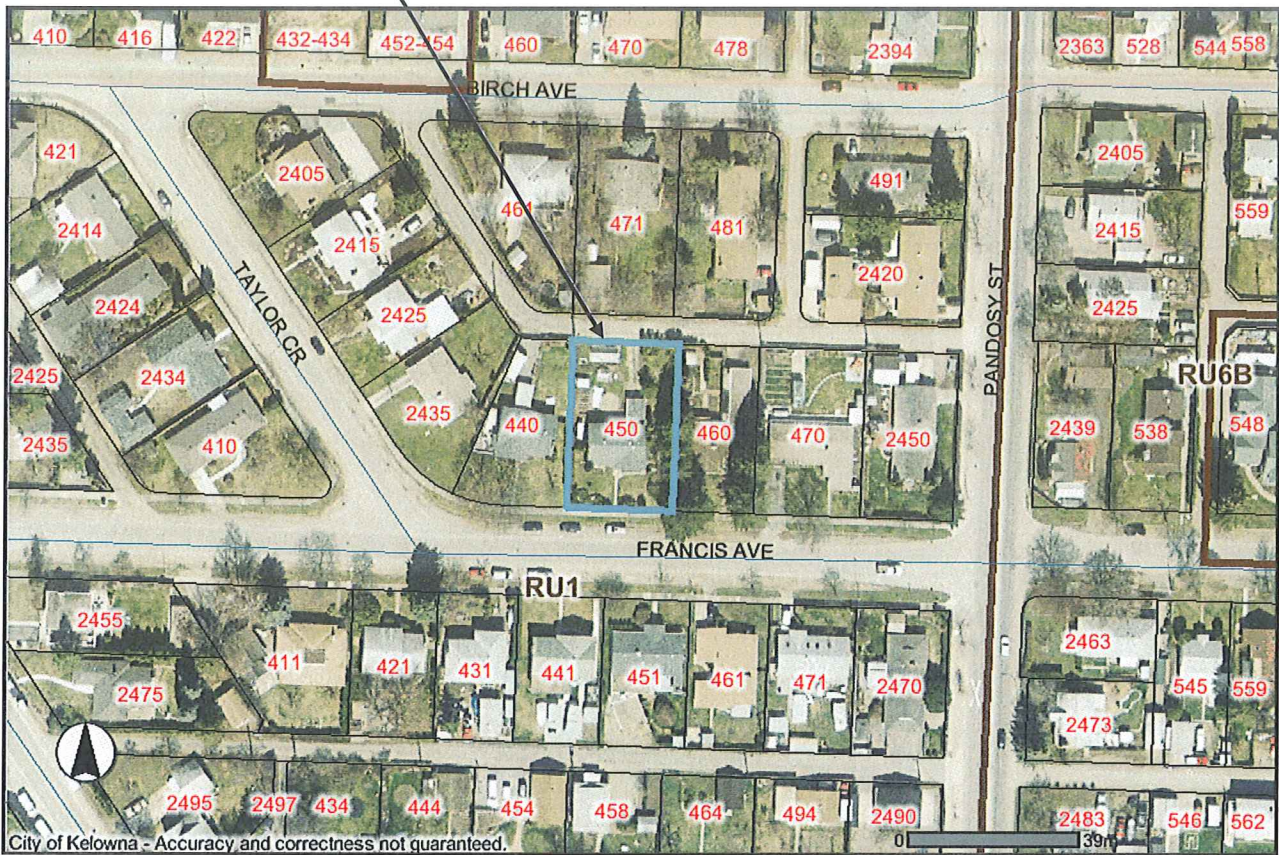 410 416 422 432-434 452-454 460 470 478 2394 2363 528 544 558
BIRCH AVE
421 2405 461 471 481 491 2405 559
2414 2415 2420 2415
2424 TAYLOR CR 2425 2425
PANDOSY ST
RU6B
2425 2434 2435 440 450 460 470 2450 2439 538 548
2435 410
FRANCIS AVE
RU1
2455 411 421 431 441 451 461 471 2470 2463 545 559
2475 2473
2495 2497 434 444 454 458 464 494 2490 2483 546 562
City of Kelowna - Accuracy and correctness not guaranteed.
0 39m